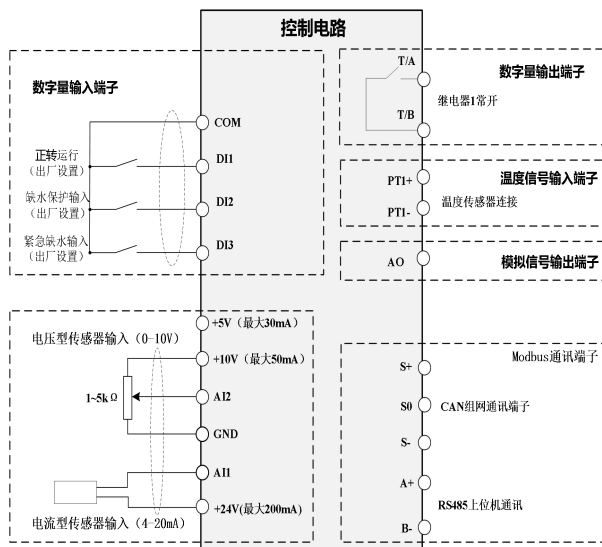 控制电路
数字量输入端子
COM
正转运行
（出厂设置）
DI1
缺水保护输入
（出厂设置）
DI2
紧急缺水输入
（出厂设置）
DI3
+5V（最大30mA）
电压型传感器输入（0-10V）
+10V（最大50mA）
1~5kΩ
AI2
GND
AI1
+24V(最大200mA)
电流型传感器输入（4-20mA）
T/A
数字量输出端子
继电器1常开
T/B
PT1+
温度信号输入端子
温度传感器连接
PT1-
AO
模拟信号输出端子
Modbus通讯端子
S+
S0
CAN组网通讯端子
S-
A+
RS485上位机通讯
B-